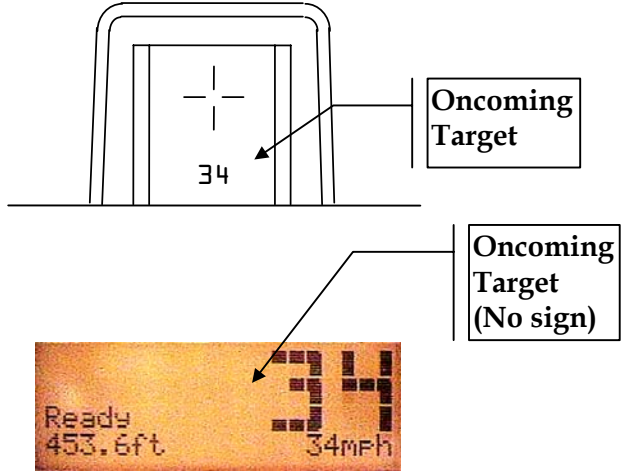 Oncoming
Target
34
Oncoming
Target
(No sign)
34
Ready
453.6ft 34mph